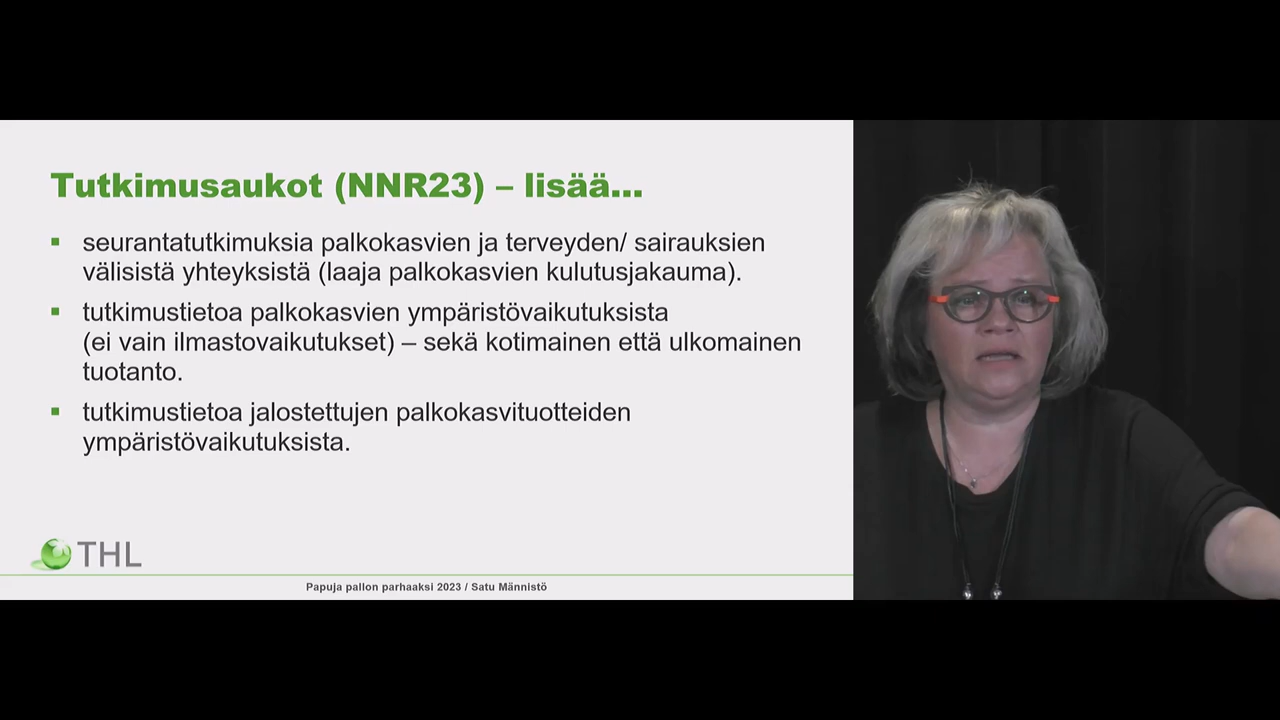 Tutkimusaukot (NNR23) – lisää...
seurantatutkimuksia palkokasvien ja terveyden/ sairauksien
välisistä yhteyksistä (laaja palkokasvien kulutusjakauma).
tutkimustietoa palkokasvien ympäristövaikutuksista
(ei vain ilmastovaikutukset) – sekä kotimainen että ulkomainen
tuotanto.
tutkimustietoa jalostettujen palkokasvituotteiden
ympäristövaikutuksista.
THL
Papuja pallon parhaaksi 2023 / Satu Männistö